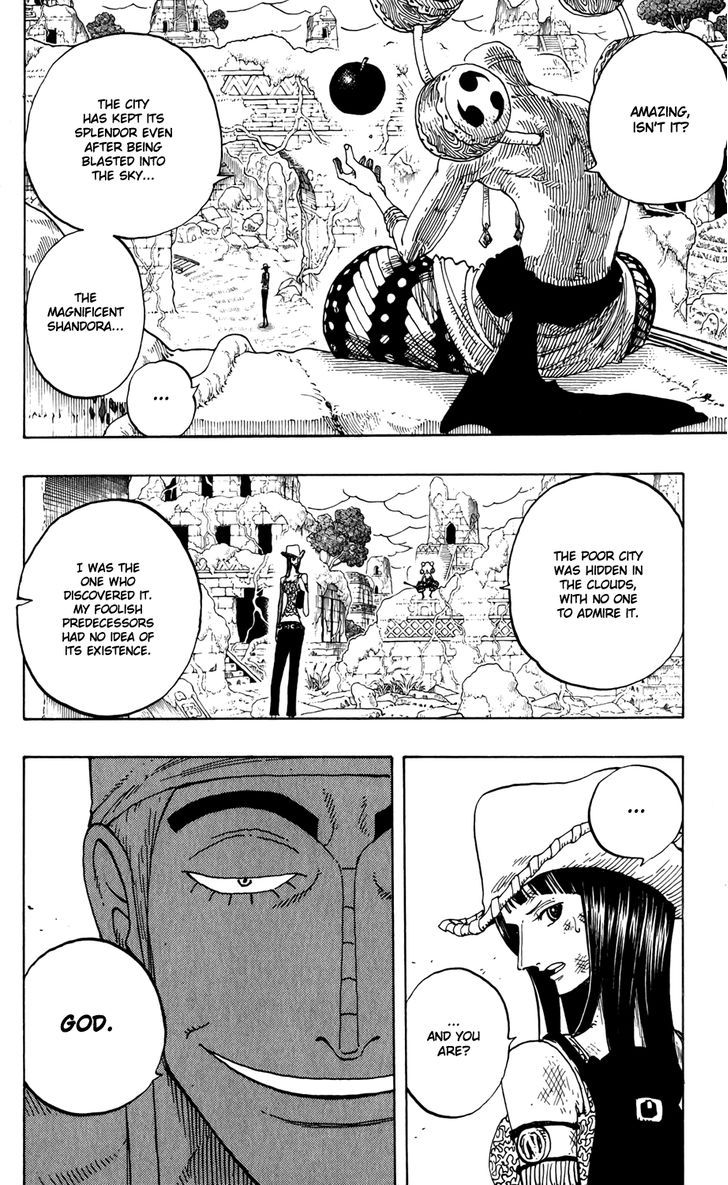 AMAZING,
ISN'T IT?
THE CITY
HAS KEPT ITS
SPLENDOR EVEN
AFTER BEING
BLASTED INTO
THE SKY...
THE
MAGNIFICENT
SHANDORA...
...
THE POOR CITY
WAS HIDDEN IN
THE CLOUDS,
WITH NO ONE
TO ADMIRE IT.
I WAS THE
ONE WHO
DISCOVERED
IT. MY FOOLISH
PREDECESSORS
HAD NO IDEA OF
ITS EXISTENCE.
...
...
AND YOU
ARE?
N
GOD.